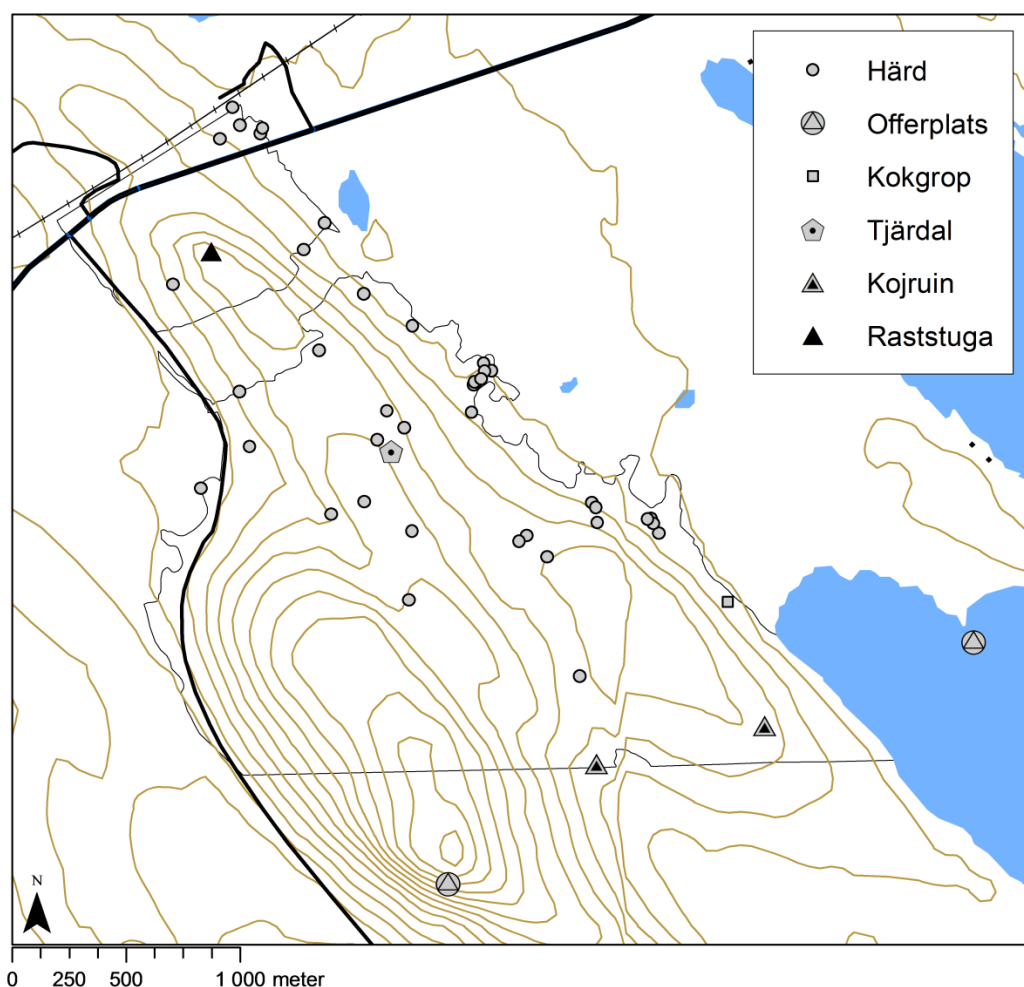 Härd
Offerplats
Kokgrop
Tjärdal
Kojruin
Raststuga
N
0 250 500 1 000 meter